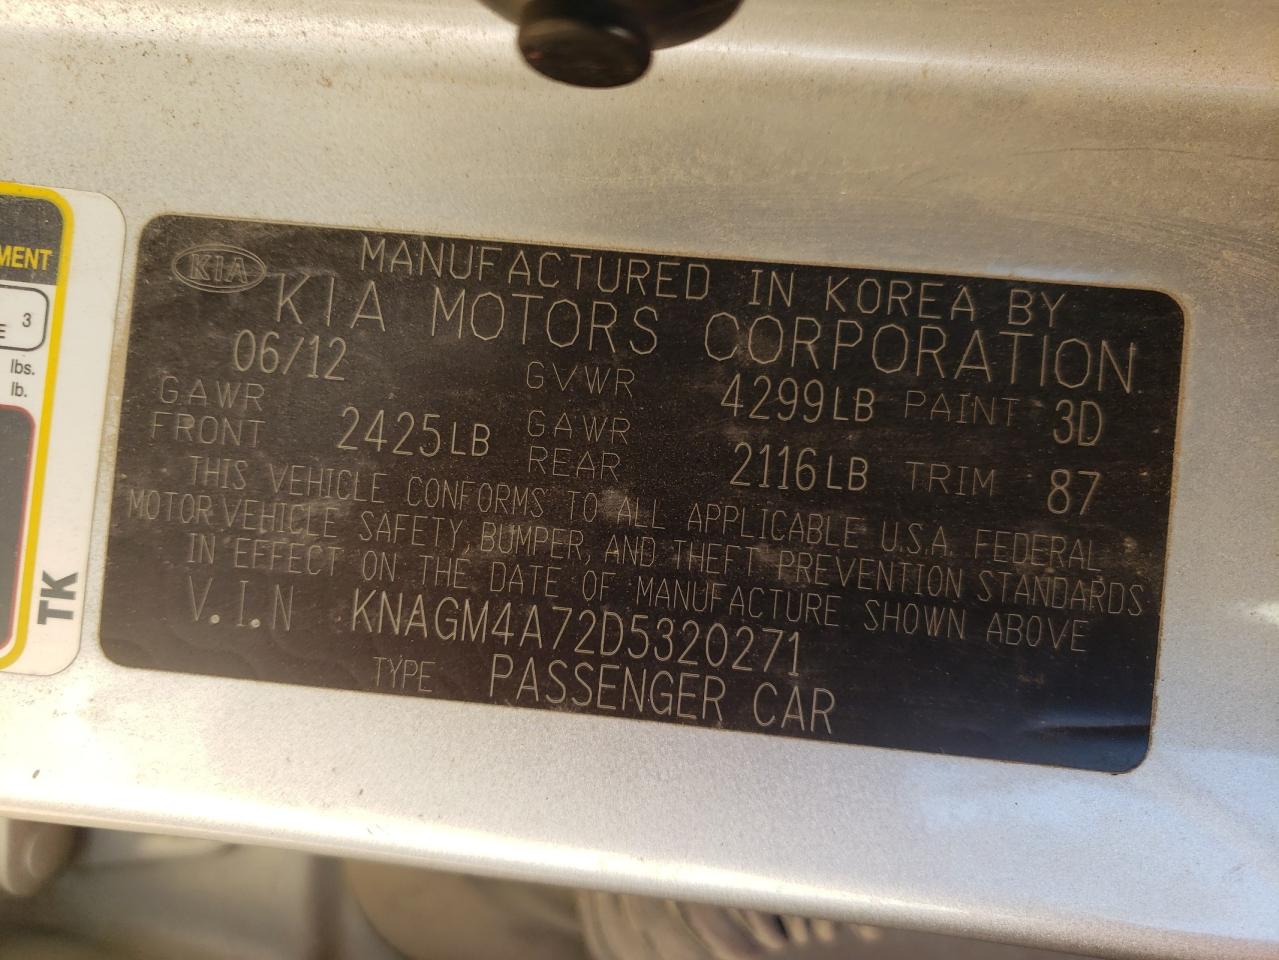 MENT
E 3
lbs.
lb.
TK
KIA
MANUFACTURED IN KOREA BY
KIA MOTORS CORPORATION
06/12 GVWR 4299LB PAINT 3D
GAWR FRONT 2425LB GAWR REAR 2116LB TRIM 87
THIS VEHICLE CONFORMS TO ALL APPLICABLE U.S.A. FEDERAL
MOTOR VEHICLE SAFETY, BUMPER, AND THEFT PREVENTION STANDARDS
IN EFFECT ON THE DATE OF MANUFACTURE SHOWN ABOVE
V.I.N KNAGM4A72D5320271
TYPE PASSENGER CAR